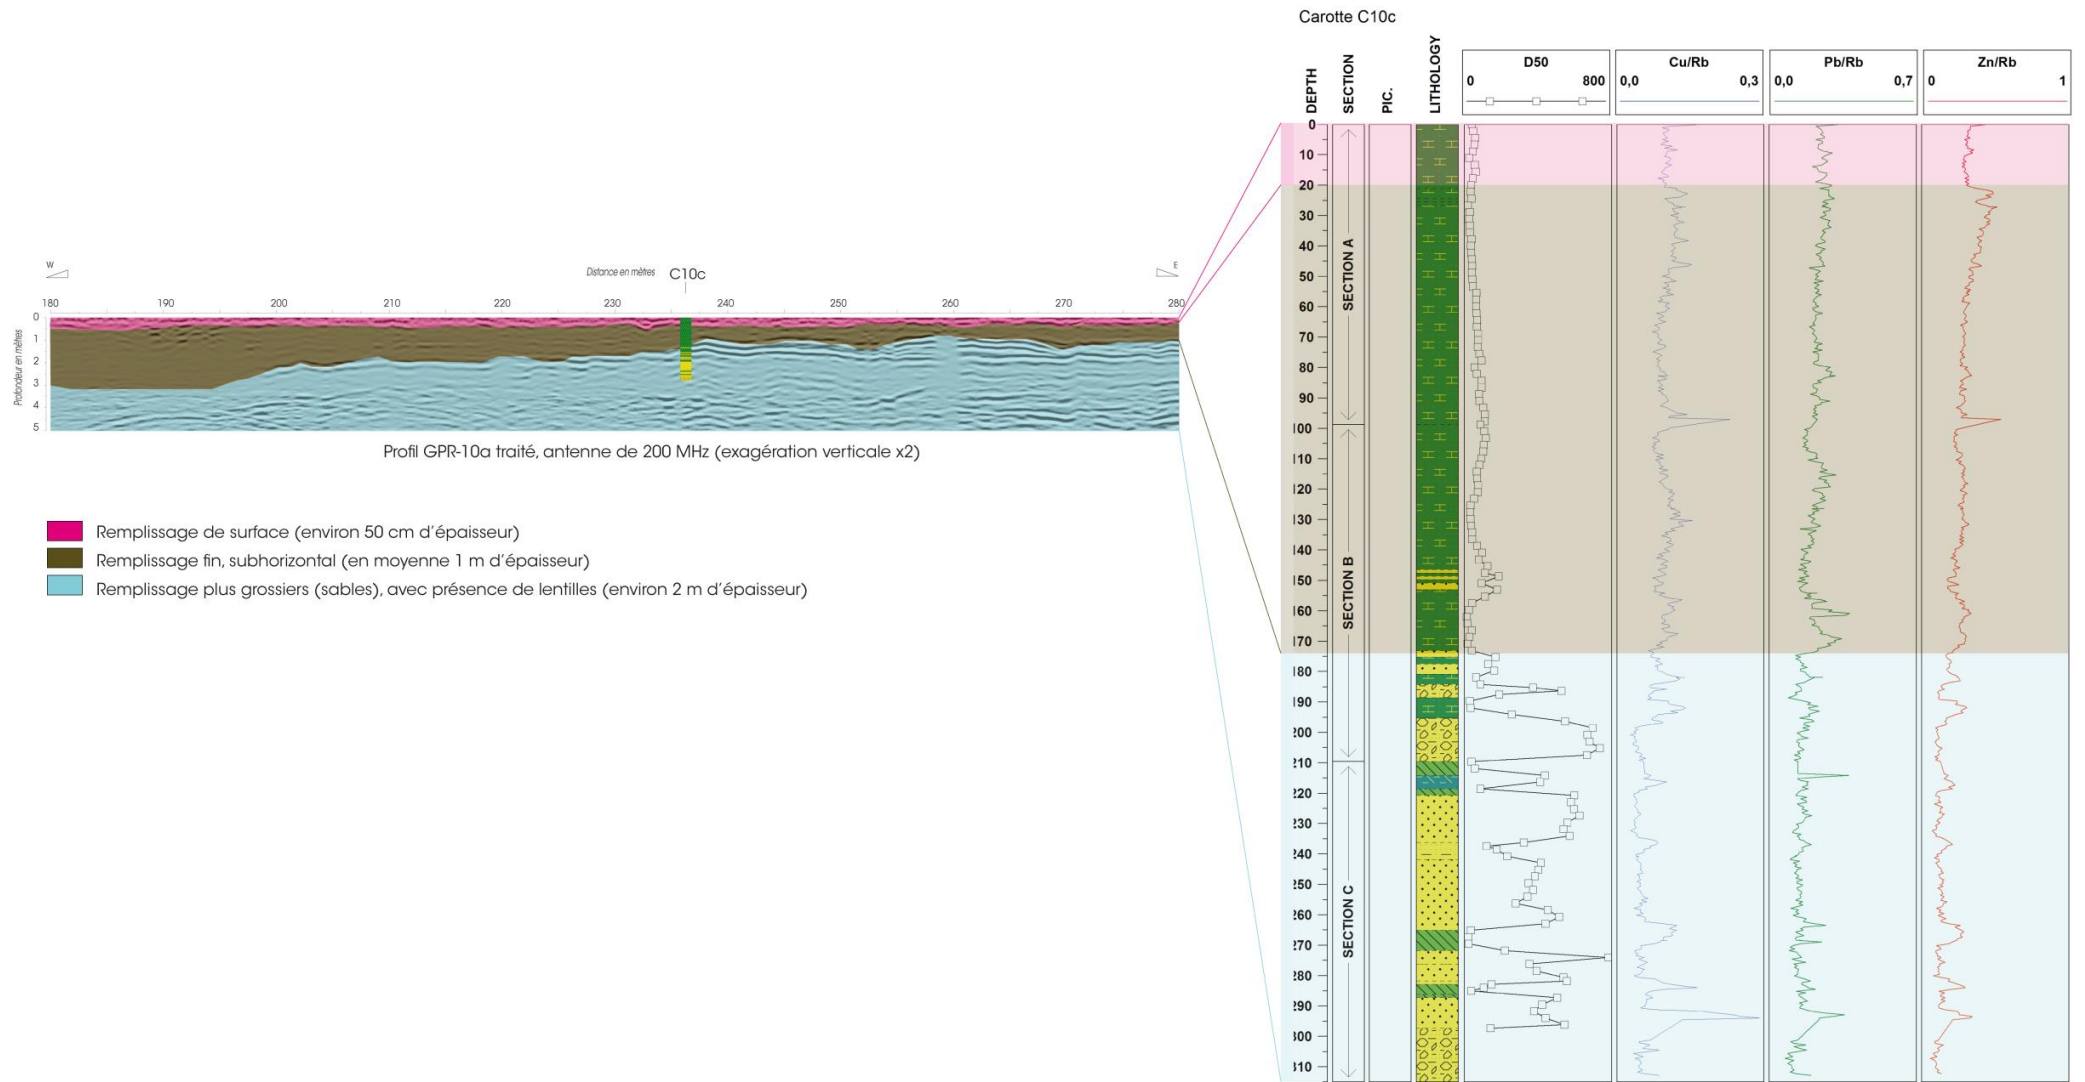 Carotte C10c
DEPTH
SECTION
PIC.
LITHOLOGY
D50
0 800
Cu/Rb
0,0 0,3
Pb/Rb
0,0 0,7
Zn/Rb
0 1
0
10
20
30
40
50
60
70
80
90
100
110
120
130
140
150
160
170
180
190
200
210
220
230
240
250
260
270
280
290
300
310
SECTION A
SECTION B
SECTION C
W
Distance en mètres
C10c
E
180 190 200 210 220 230 240 250 260 270 280
Profondeur en mètres
0
1
2
3
4
5
Profil GPR-10a traité, antenne de 200 MHz (exagération verticale x2)
Remplissage de surface (environ 50 cm d'épaisseur)
Remplissage fin, subhorizontal (en moyenne 1 m d'épaisseur)
Remplissage plus grossiers (sables), avec présence de lentilles (environ 2 m d'épaisseur)